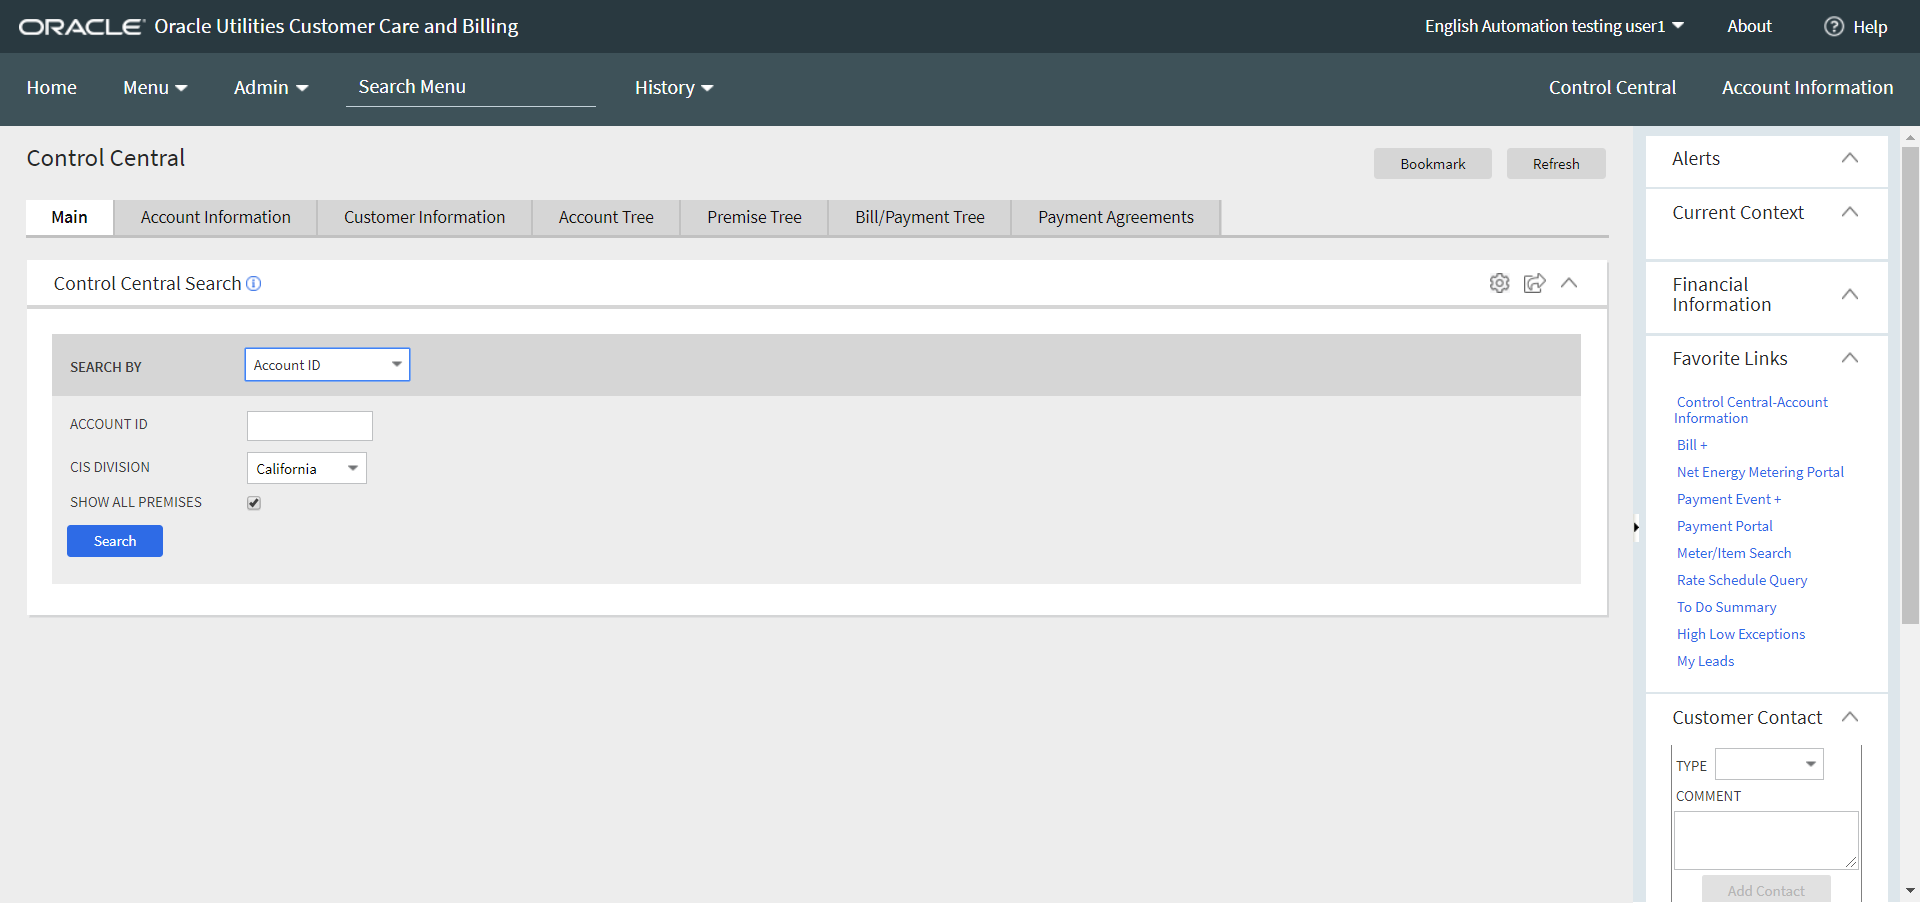 ORACLE Oracle Utilities Customer Care and Billing
English Automation testing user1
About
Help
Home
Menu
Admin
Search Menu
History
Control Central
Account Information
Control Central
Bookmark
Refresh
Main
Account Information
Customer Information
Account Tree
Premise Tree
Bill/Payment Tree
Payment Agreements
Control Central Search
SEARCH BY
Account ID
ACCOUNT ID
CIS DIVISION
California
SHOW ALL PREMISES
Search
Alerts
Current Context
Financial
Information
Favorite Links
Control Central-Account
Information
Bill +
Net Energy Metering Portal
Payment Event +
Payment Portal
Meter/Item Search
Rate Schedule Query
To Do Summary
High Low Exceptions
My Leads
Customer Contact
TYPE
COMMENT
Add Contact